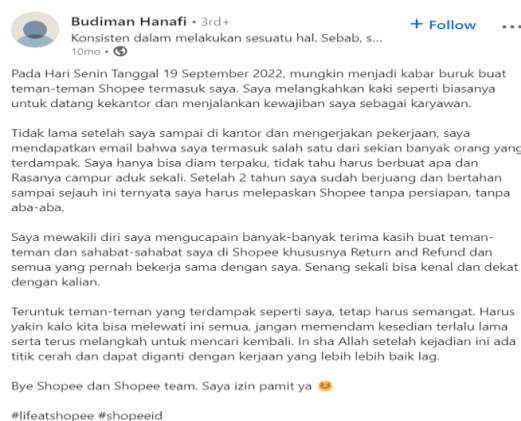 Budiman Hanafi • 3rd+
+ Follow
Konsisten dalam melakukan sesuatu hal. Sebab, s...
10mo •
Pada Hari Senin Tanggal 19 September 2022, mungkin menjadi kabar buruk buat
teman-teman Shopee termasuk saya. Saya melangkahkan kaki seperti biasanya
untuk datang kekantor dan menjalankan kewajiban saya sebagai karyawan.
Tidak lama setelah saya sampai di kantor dan mengerjakan pekerjaan, saya
mendapatkan email bahwa saya termasuk salah satu dari sekian banyak orang yang
terdampak. Saya hanya bisa diam terpaku, tidak tahu harus berbuat apa dan
Rasanya campur aduk sekali. Setelah 2 tahun saya sudah berjuang dan bertahan
sampai sejauh ini ternyata saya harus melepaskan Shopee tanpa persiapan, tanpa
aba-aba.
Saya mewakili diri saya mengucapain banyak-banyak terima kasih buat teman-
teman dan sahabat-sahabat saya di Shopee khususnya Return and Refund dan
semua yang pernah bekerja sama dengan saya. Senang sekali bisa kenal dan dekat
dengan kalian.
Teruntuk teman-teman yang terdampak seperti saya, tetap harus semangat. Harus
yakin kalo kita bisa melewati ini semua, jangan memendam kesedian terlalu lama
serta terus melangkah untuk mencari kembali. In sha Allah setelah kejadian ini ada
titik cerah dan dapat diganti dengan kerjaan yang lebih lebih baik lag.
Bye Shopee dan Shopee team. Saya izin pamit ya 😊
#lifeatshopee #shopeeid